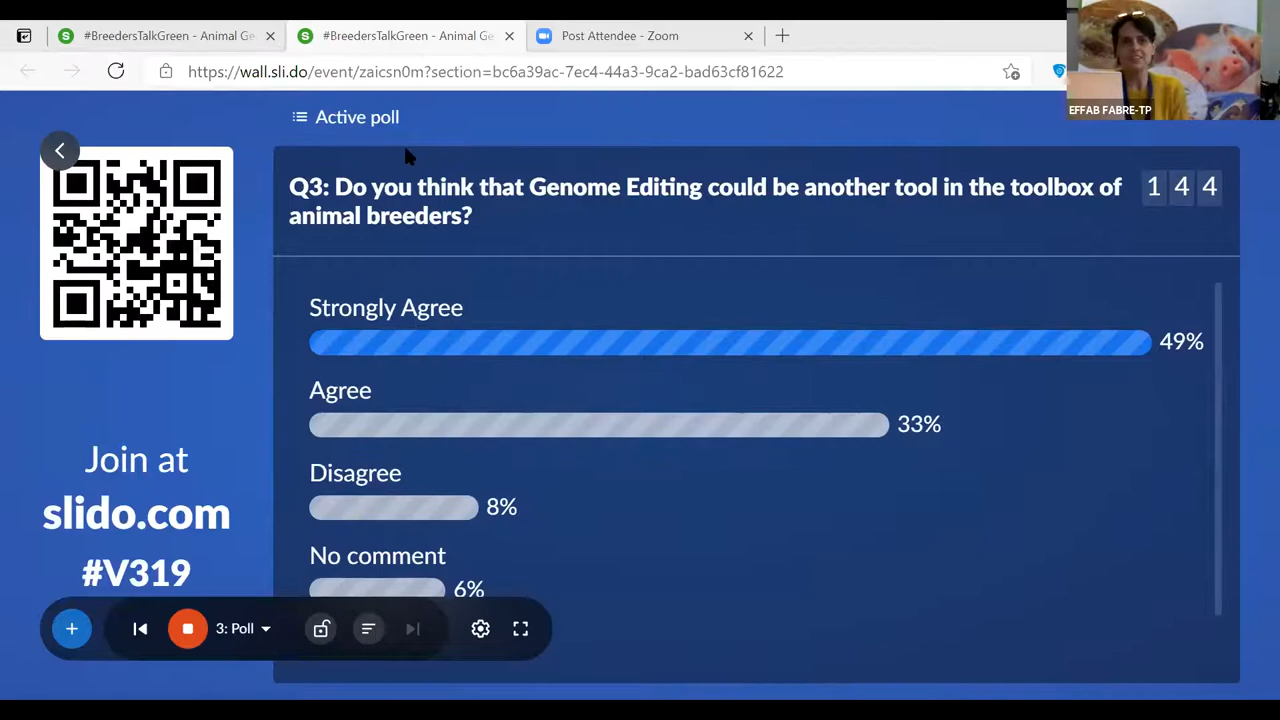 #BreedersTalkGreen - Animal Ge
#BreedersTalkGreen - Animal Ge
Post Attendee - Zoom
https://wall.sli.do/event/zaicsn0m?section=bc6a39ac-7ec4-44a3-9ca2-bad63cf81622
EFFAB FABRE-TP
Active poll
Q3: Do you think that Genome Editing could be another tool in the toolbox of
animal breeders?
144
Strongly Agree
49%
Agree
33%
Disagree
8%
No comment
6%
Join at
slido.com
#V319
3: Poll